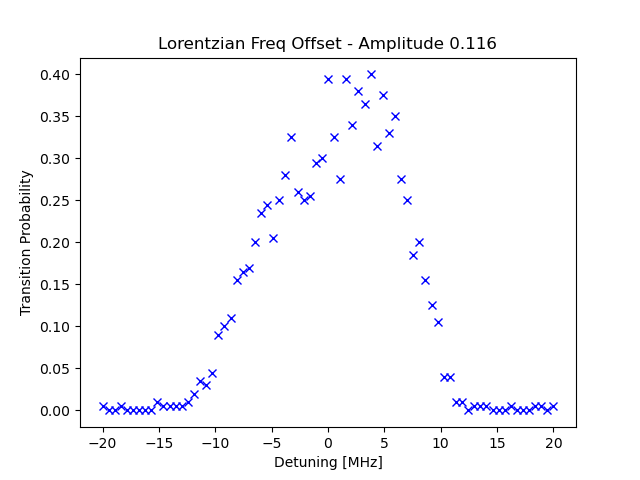 Lorentzian Freq Offset - Amplitude 0.116
0.40
0.35
0.30
0.25
0.20
0.15
0.10
0.05
0.00
Transition Probability
−20 −15 −10 −5 0 5 10 15 20
Detuning [MHz]